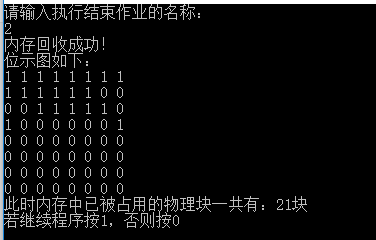 请输入执行结束作业的名称：
2
内存回收成功！
位示图如下：
1 1 1 1 1 1 1 1
1 1 1 1 1 1 0 0
0 0 1 1 1 1 1 0
1 0 0 0 0 0 0 1
0 0 0 0 0 0 0 0
0 0 0 0 0 0 0 0
0 0 0 0 0 0 0 0
0 0 0 0 0 0 0 0
此时内存中已被占用的物理块一共有：21块
若继续程序按1，否则按0